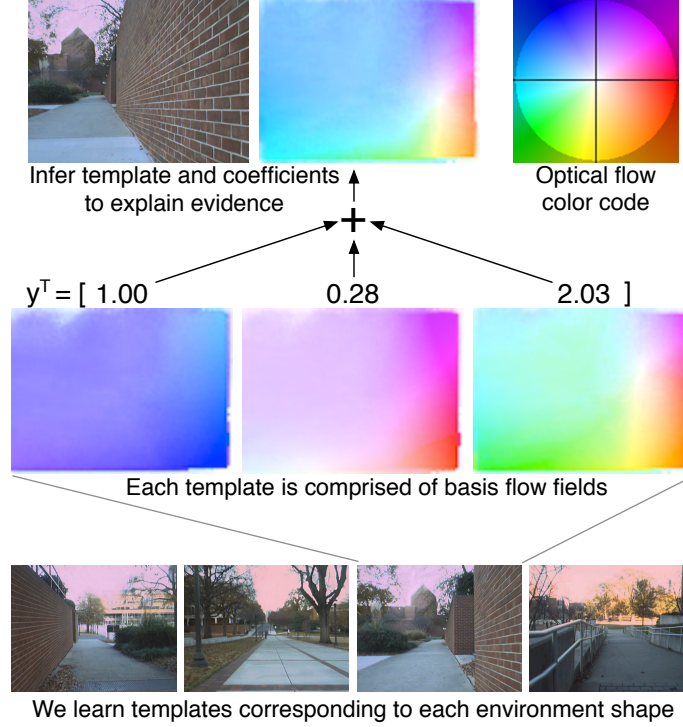 Infer template and coefficients
to explain evidence
Optical flow
color code
+
yᵀ = [ 1.00 0.28 2.03 ]
Each template is comprised of basis flow fields
We learn templates corresponding to each environment shape